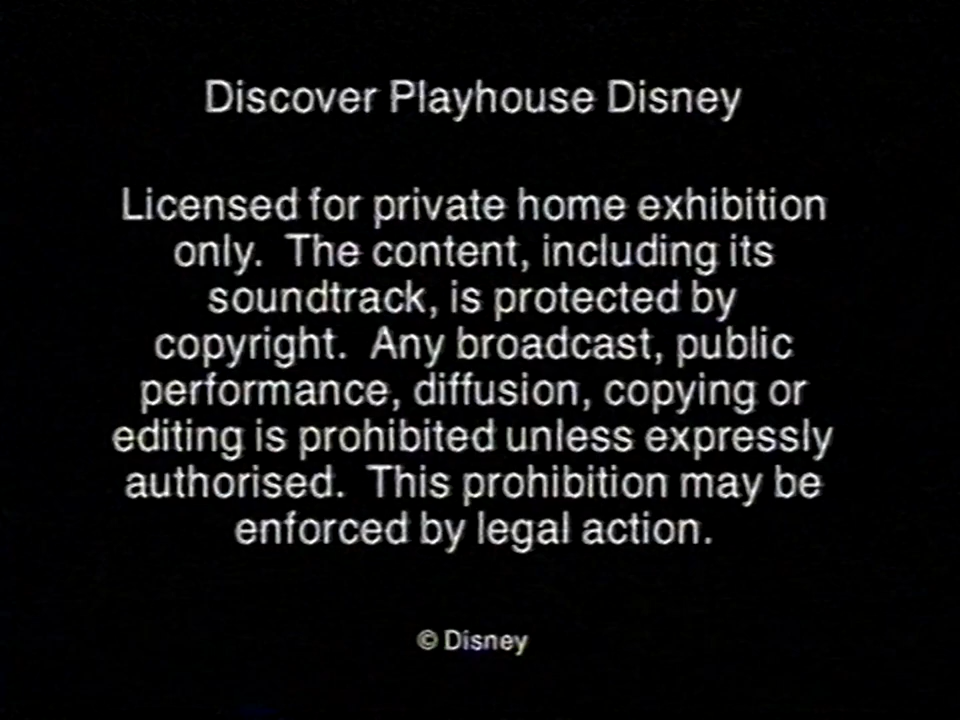 Discover Playhouse Disney
Licensed for private home exhibition
only.  The content, including its
soundtrack, is protected by
copyright.  Any broadcast, public
performance, diffusion, copying or
editing is prohibited unless expressly
authorised.  This prohibition may be
enforced by legal action.
© Disney